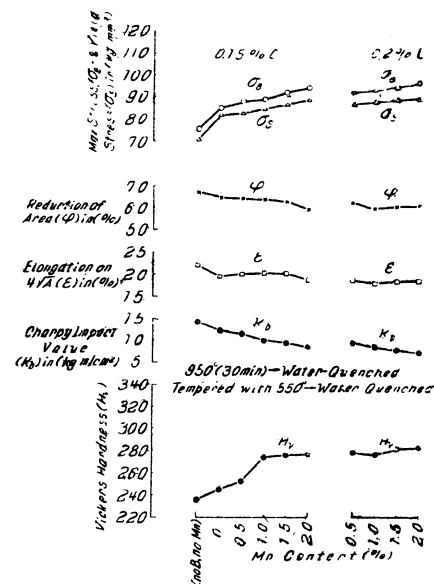 Max Stress (σB) & Yield
Stress (σS) in (kg/mm²)
120
110
100
90
80
70
0.15% C
0.2% C
σB
σS
σB
σS
Reduction of
Area (φ) in (%)
70
60
50
φ
φ
Elongation on
4√A (ε) in (%)
25
20
15
ε
ε
Charpy Impact
Value
(Kb) in (kg m/cm²)
15
10
5
Kb
Kb
950° (30min)—Water-Quenched
Tempered with 550°—Water Quenched
Vickers Hardness (Hv)
340
320
300
280
260
240
220
Hv
Hv
(no B, no Mn)
0
0.5
1.0
1.5
2.0
0.5
1.0
1.5
2.0
Mn Content (%)